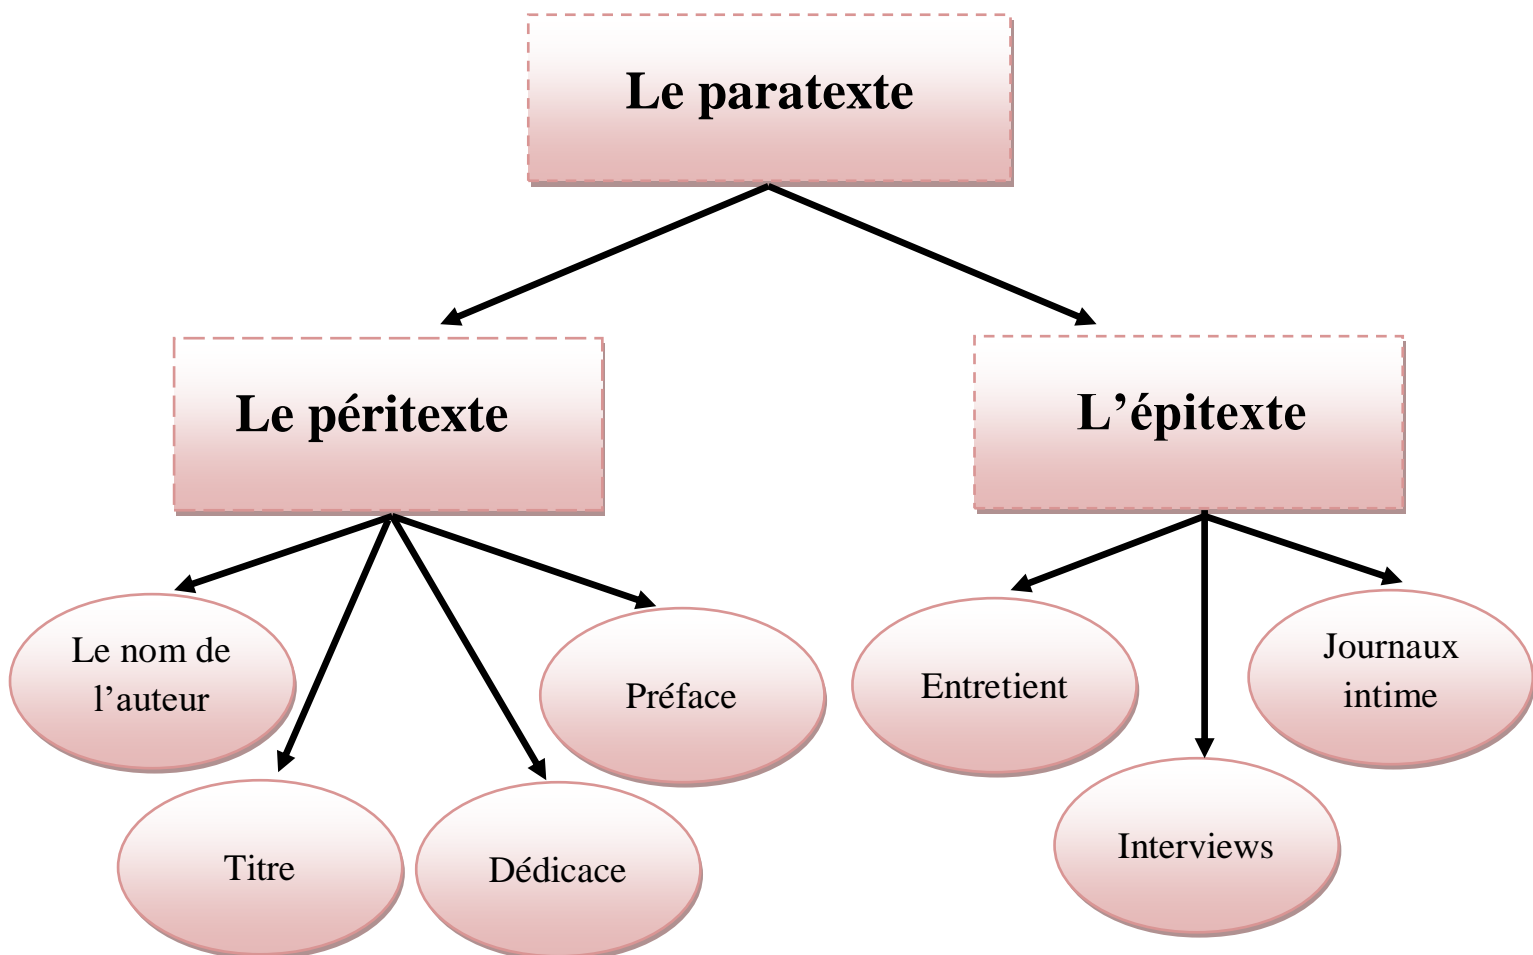 Le paratexte
Le péritexte
L’épitexte
Le nom de
l’auteur
Préface
Entretient
Journaux
intime
Titre
Dédicace
Interviews